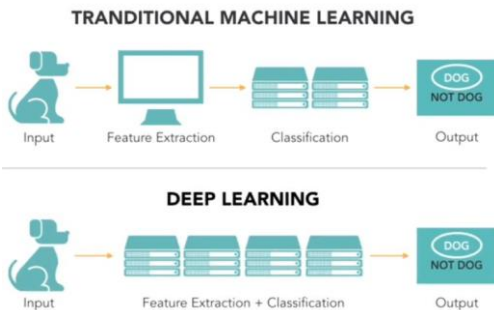 TRANDITIONAL MACHINE LEARNING
DOG
NOT DOG
Input
Feature Extraction
Classification
Output
DEEP LEARNING
DOG
NOT DOG
Input
Feature Extraction + Classification
Output